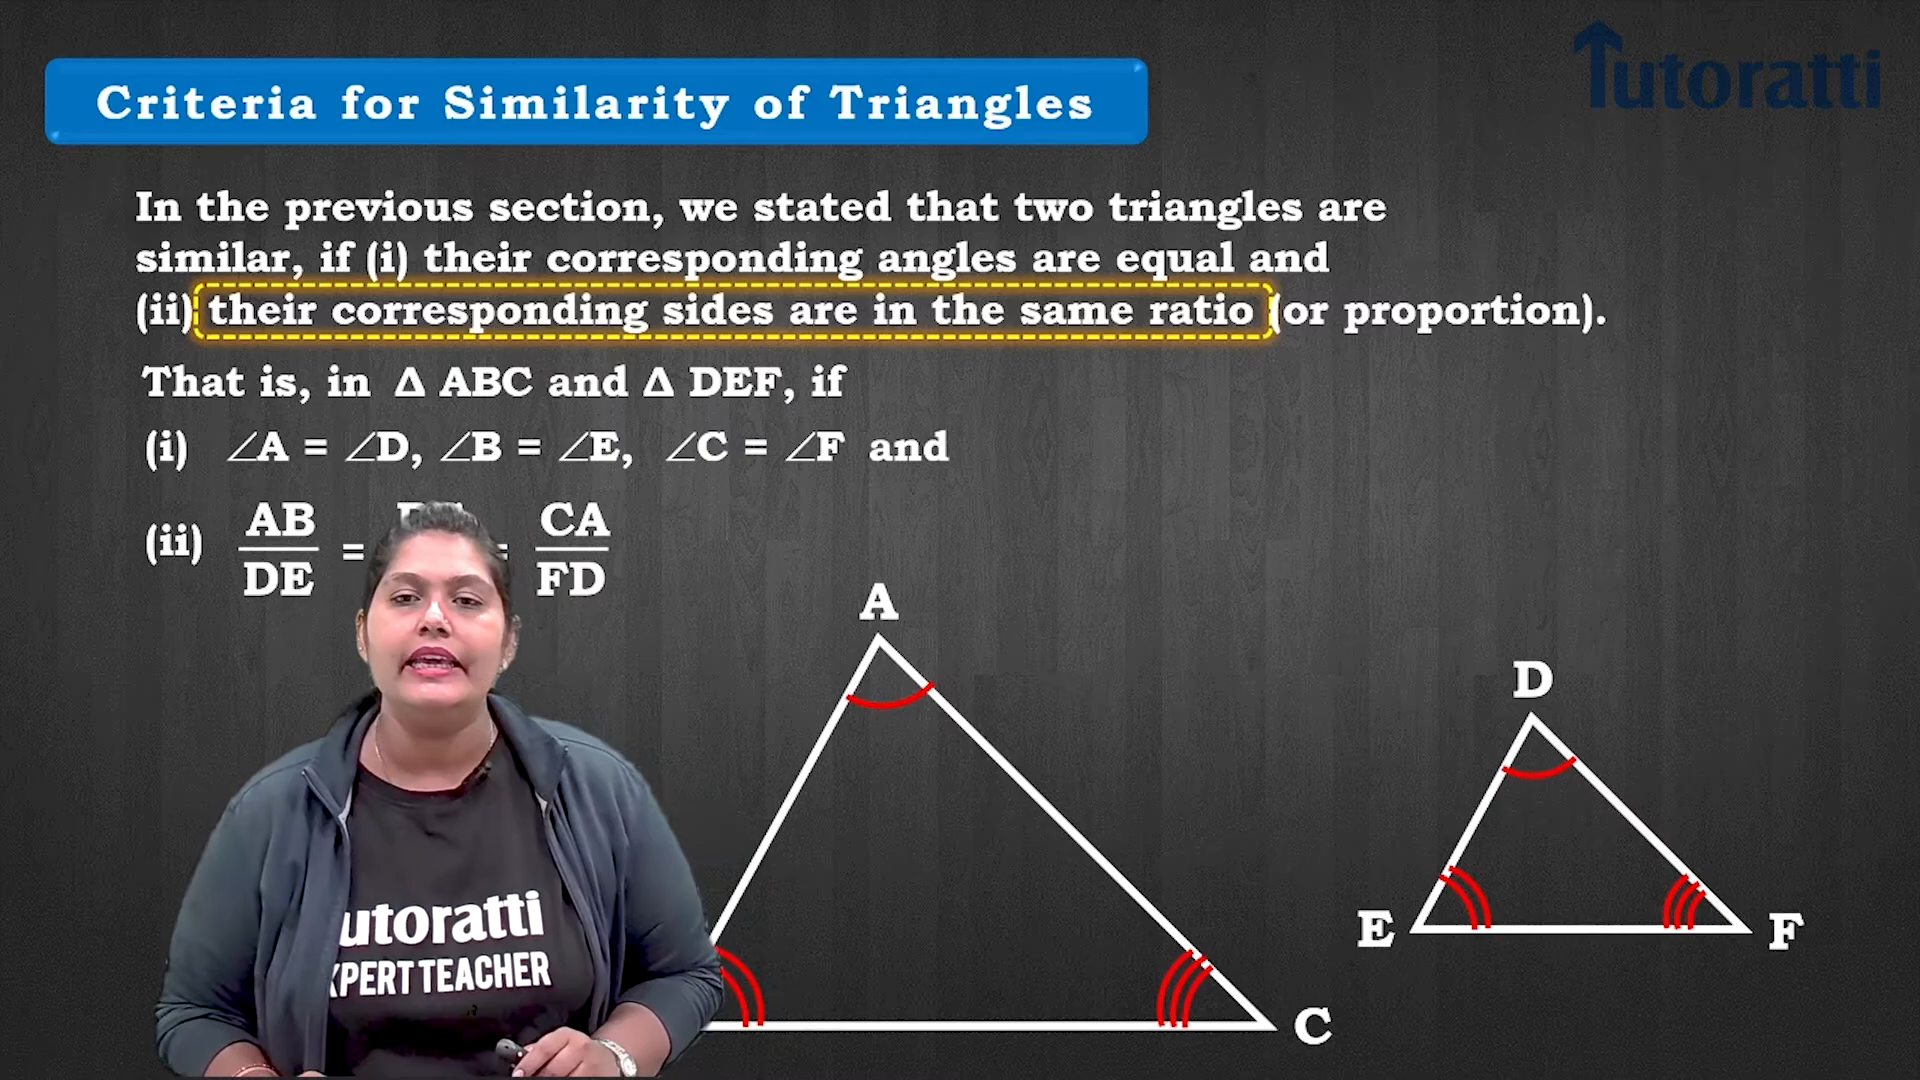 Tutoratti
Criteria for Similarity of Triangles
In the previous section, we stated that two triangles are
similar, if (i) their corresponding angles are equal and
(ii) their corresponding sides are in the same ratio (or proportion).
That is, in Δ ABC and Δ DEF, if
(i) ∠A = ∠D, ∠B = ∠E, ∠C = ∠F and
(ii) AB/DE = = CA/FD
A
D
E
F
C
utoratti
XPERT TEACHER